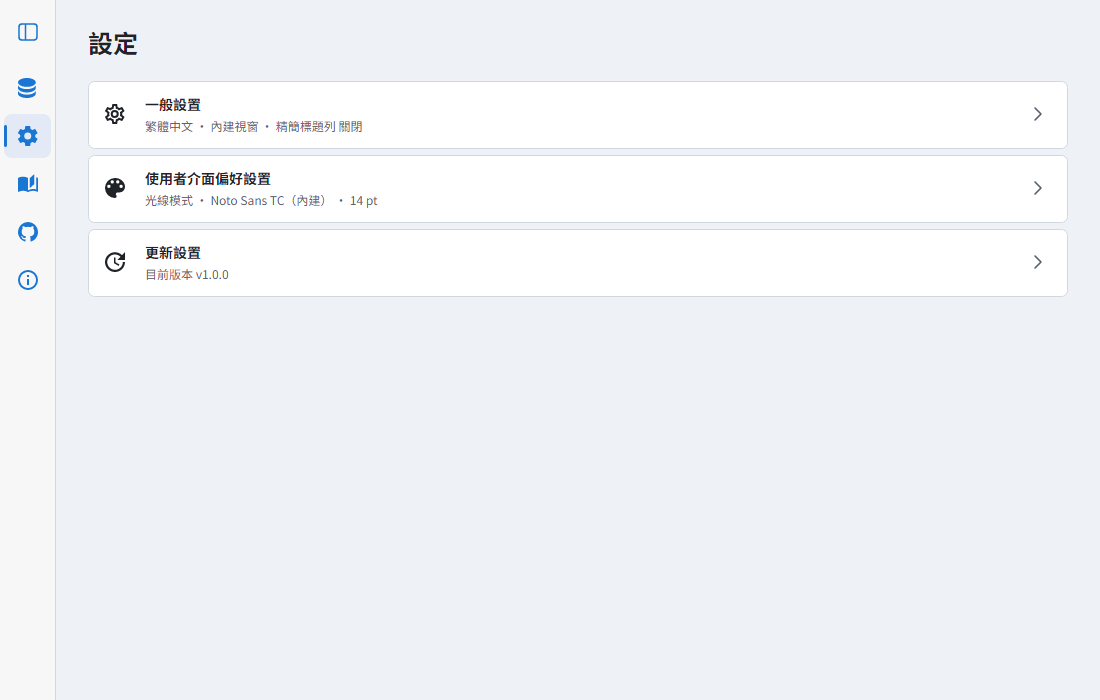 設定
一般設置
繁體中文 • 內建視窗 • 精簡標題列 關閉
使用者介面偏好設置
光線模式 • Noto Sans TC（內建） • 14 pt
更新設置
目前版本 v1.0.0